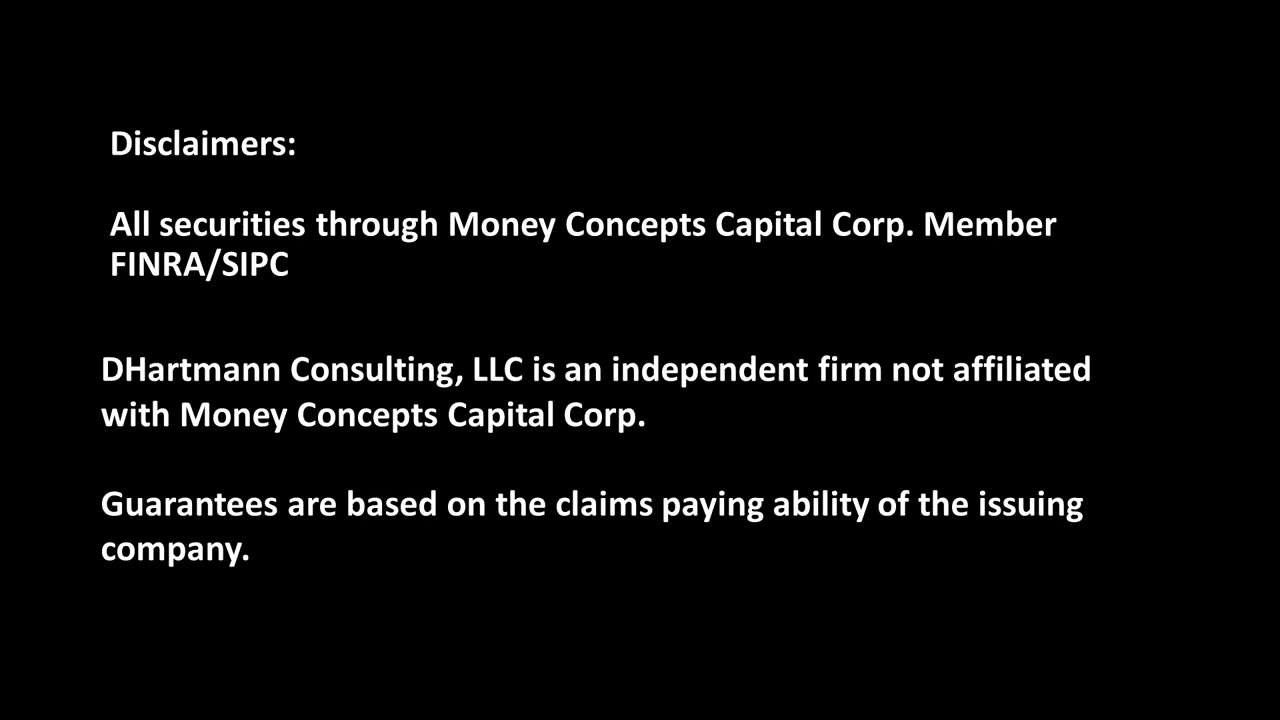 Disclaimers:
All securities through Money Concepts Capital Corp. Member
FINRA/SIPC
DHartmann Consulting, LLC is an independent firm not affiliated
with Money Concepts Capital Corp.
Guarantees are based on the claims paying ability of the issuing
company.